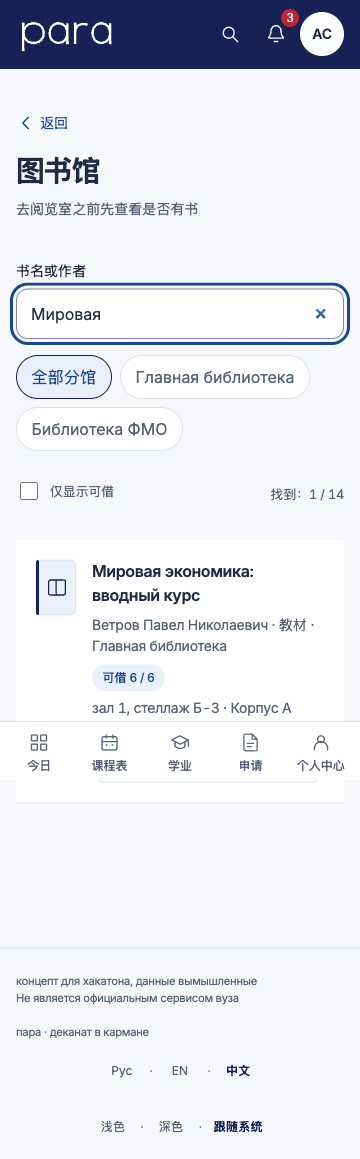 para
3
AC
返回
图书馆
去阅览室之前先查看是否有书
书名或作者
Мировая
全部分馆
Главная библиотека
Библиотека ФМО
仅显示可借
找到：1 / 14
Мировая экономика:
вводный курс
Ветров Павел Николаевич · 教材 ·
Главная библиотека
可借 6 / 6
зал 1, стеллаж Б-3 · Корпус А
今日
课程表
学业
申请
个人中心
концепт для хакатона, данные вымышленные
Не является официальным сервисом вуза
пара · деканат в кармане
Рус · EN · 中文
浅色 · 深色 · 跟随系统